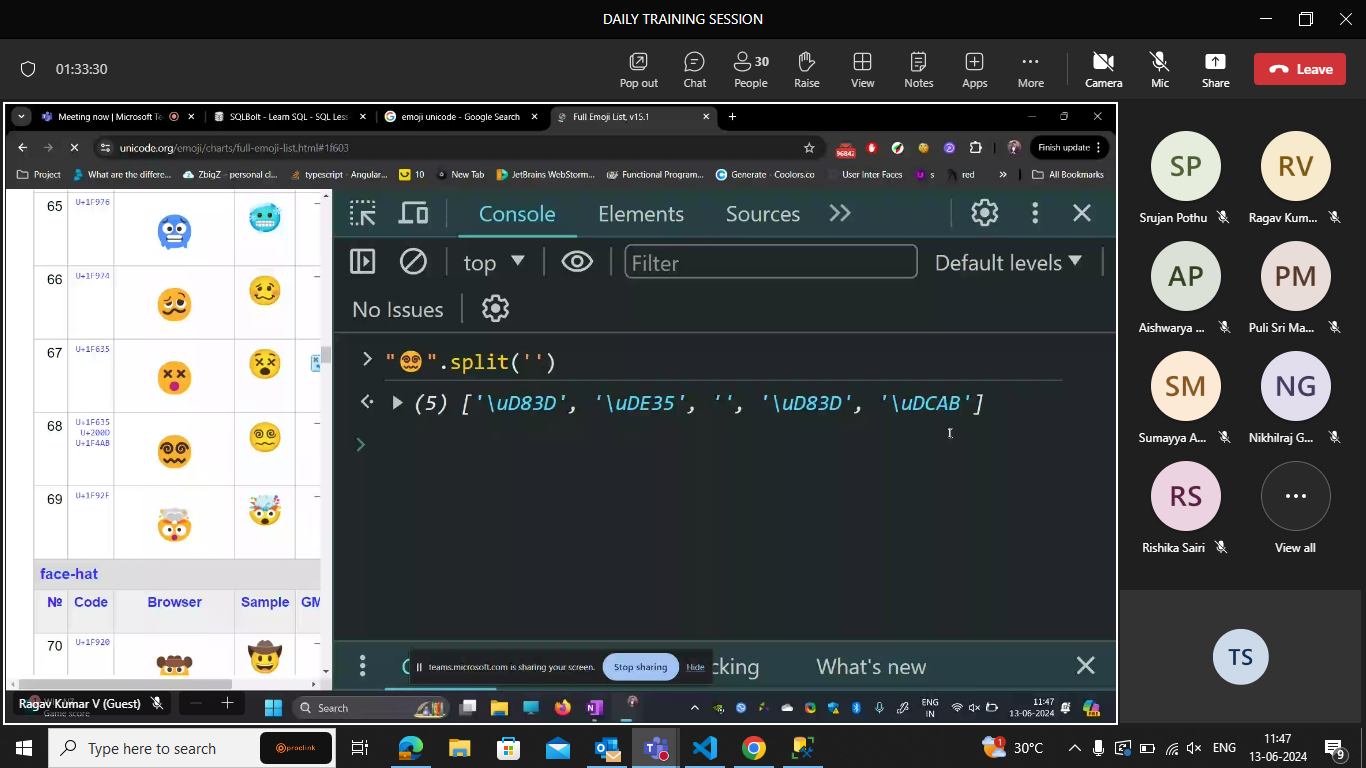 DAILY TRAINING SESSION
01:33:30
Pop out
Chat
30
People
Raise
View
Notes
Apps
More
Camera
Mic
Share
Leave
Meeting now | Microsoft Te
SQLBolt - Learn SQL - SQL Less
emoji unicode - Google Search
Full Emoji List, v15.1
unicode.org/emoji/charts/full-emoji-list.html#1f603
96842
Finish update
Project
What are the differe...
ZbigZ – personal cl...
typescript - Angular...
10
New Tab
JetBrains WebStorm...
Functional Program...
Generate - Coolors.co
User Inter Faces
s
red
All Bookmarks
65 U+1F976
66 U+1F974
67 U+1F635
68 U+1F635
U+200D
U+1F4AB
69 U+1F92F
face-hat
№ Code Browser Sample GM
70 U+1F920
Console Elements Sources
top Filter Default levels
No Issues
"😵‍💫".split('')
(5) ['\uD83D', '\uDE35', '‍', '\uD83D', '\uDCAB']
What's new
teams.microsoft.com is sharing your screen. Stop sharing Hide
Ragav Kumar V (Guest)
Game score
Search
ENG
IN
11:47
13-06-2024
SP
Srujan Pothu
RV
Ragav Kum...
AP
Aishwarya ...
PM
Puli Sri Ma...
SM
Sumayya A...
NG
Nikhilraj G...
RS
Rishika Sairi
View all
TS
Type here to search
proclink
1
30°C
ENG
11:47
13-06-2024
9